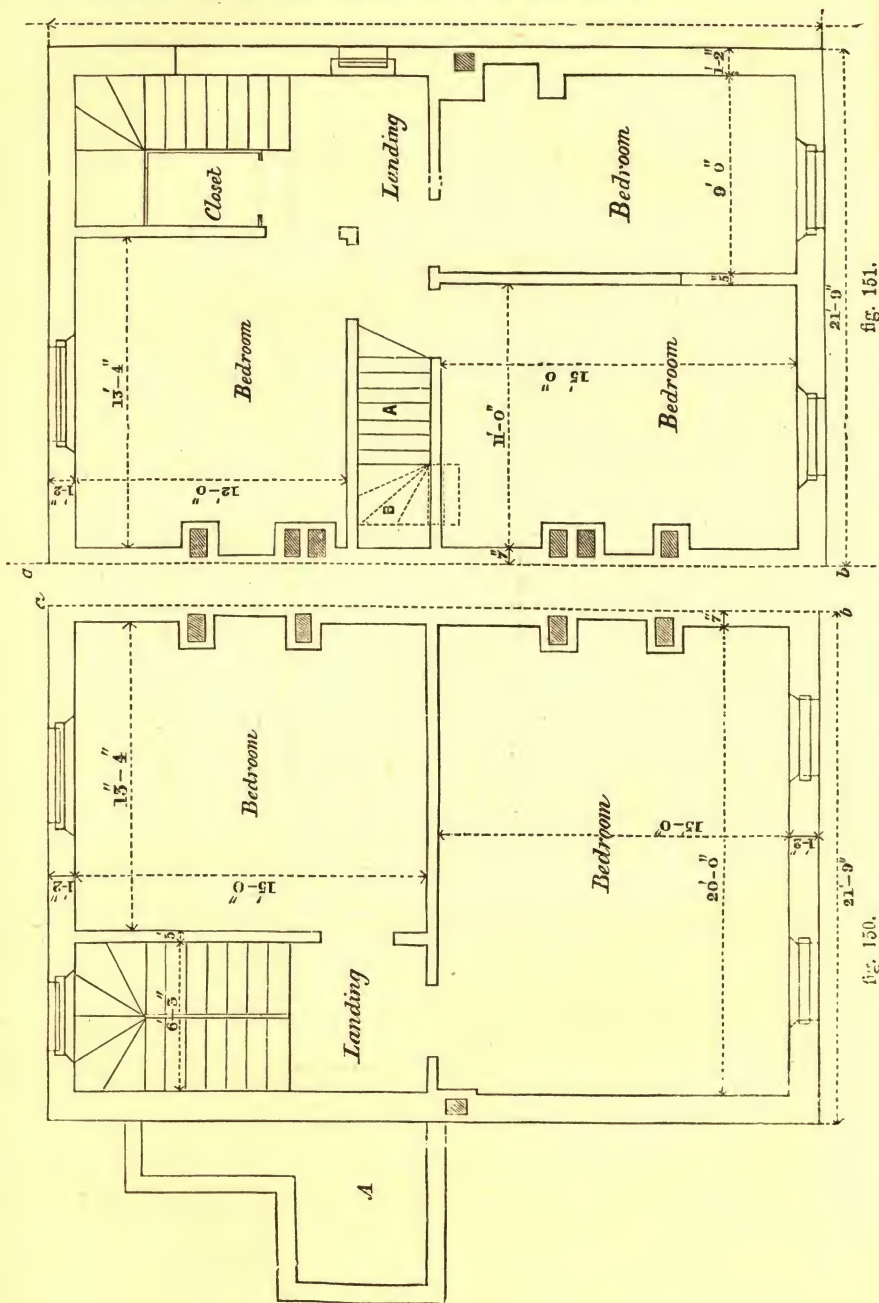 a
1'-2"
Closet
13'-4"
12'-0"
Bedroom
Landing
A
B
1'-2"
Bedroom
9' 0"
5"
11'-0"
15' 0"
Bedroom
7"
21'-9"
b
fig. 151.
a
1'-2"
13'-4"
Bedroom
15'-0"
5"
6'-3"
Landing
A
Bedroom
15'-0"
20'-0"
7"
1'-2"
21'-9"
b
fig. 150.